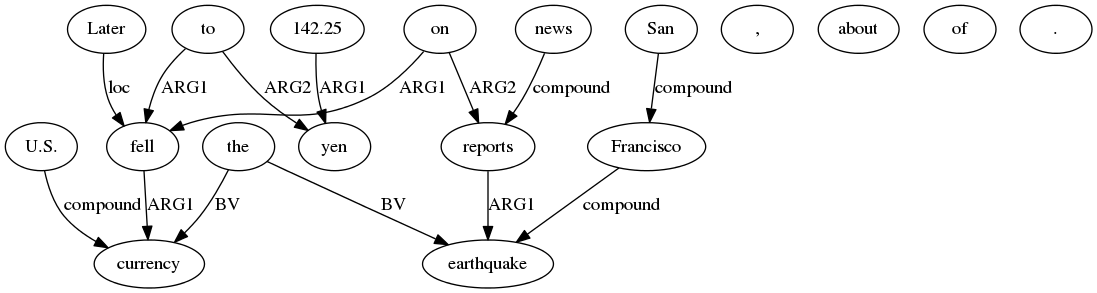 Later to 142.25 on news San , about of .
loc ARG1 ARG2 ARG1 ARG1 ARG2 compound compound
U.S. fell the yen reports Francisco
compound ARG1 BV BV ARG1 compound
currency earthquake